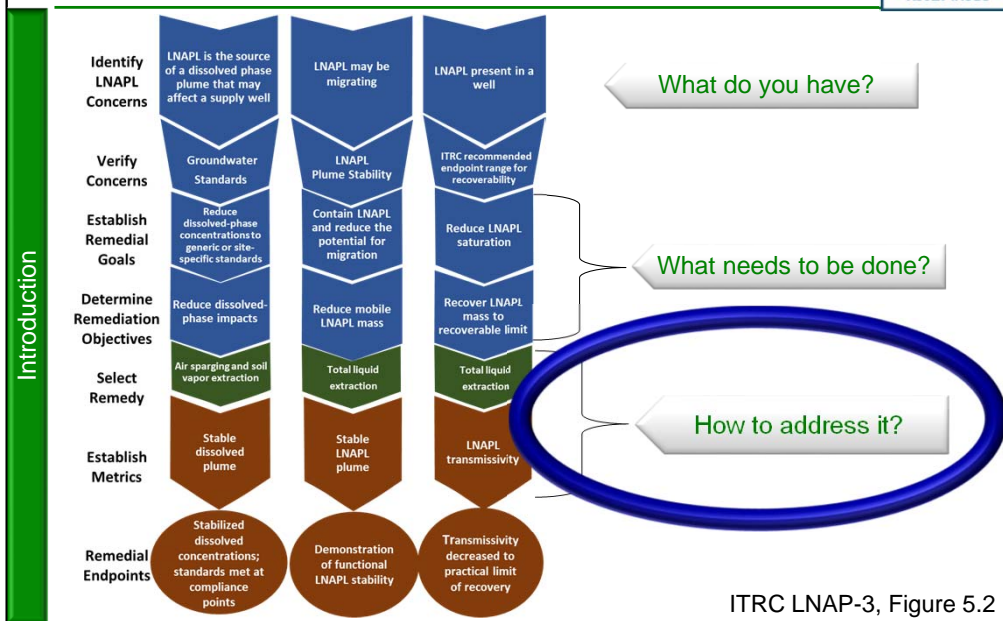 Introduction
Identify
LNAPL
Concerns
LNAPL is the source
of a dissolved phase
plume that may
affect a supply well
LNAPL may be
migrating
LNAPL present in a
well
What do you have?
Verify
Concerns
Groundwater
Standards
LNAPL
Plume Stability
ITRC recommended
endpoint range for
recoverability
Establish
Remedial
Goals
Reduce
dissolved-phase
concentrations to
generic or site-
specific standards
Contain LNAPL
and reduce the
potential for
migration
Reduce LNAPL
saturation
What needs to be done?
Determine
Remediation
Objectives
Reduce dissolved-
phase impacts
Reduce mobile
LNAPL mass
Recover LNAPL
mass to
recoverable limit
Select
Remedy
Air sparging and soil
vapor extraction
Total liquid
extraction
Total liquid
extraction
How to address it?
Establish
Metrics
Stable
dissolved
plume
Stable
LNAPL
plume
LNAPL
transmissivity
Remedial
Endpoints
Stabilized
dissolved
concentrations;
standards met at
compliance
points
Demonstration
of functional
LNAPL stability
Transmissivity
decreased to
practical limit
of recovery
ITRC LNAP-3, Figure 5.2